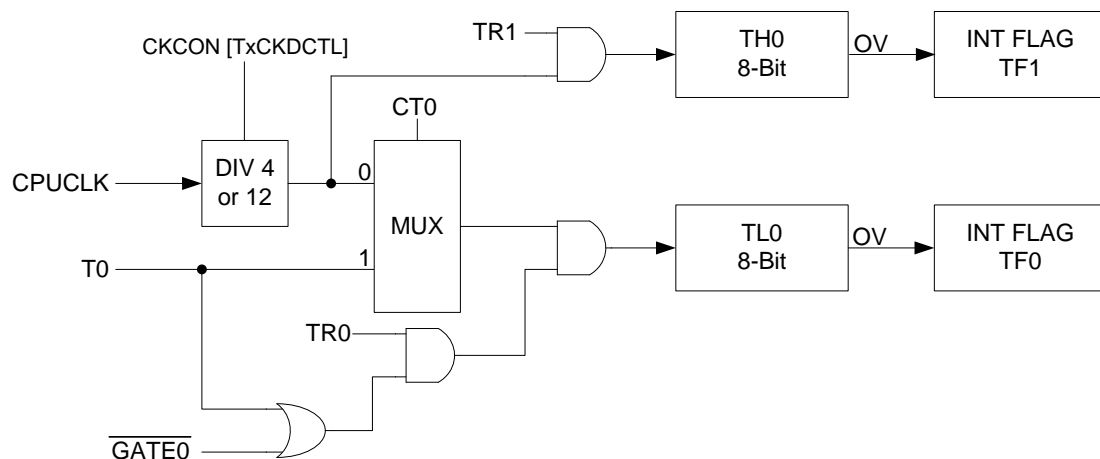 TR1
TH0
8-Bit
OV
INT FLAG
TF1
CKCON [TxCKDCTL]
CT0
CPUCLK
DIV 4
or 12
0
MUX
T0
1
TL0
8-Bit
OV
INT FLAG
TF0
TR0
GATE0